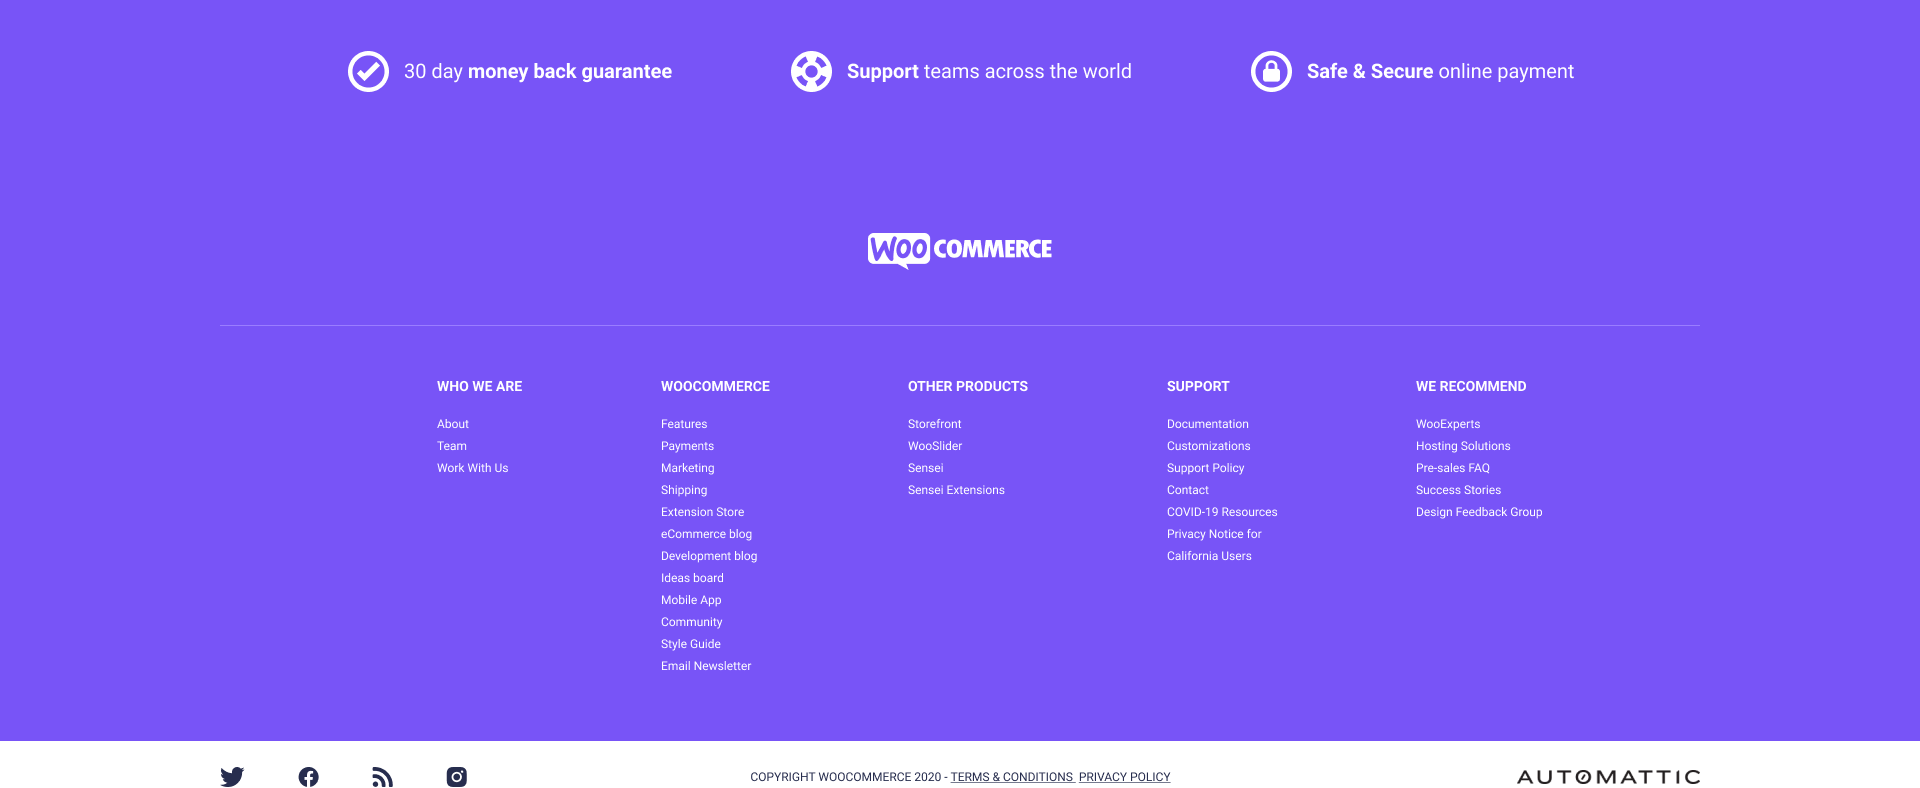 30 day money back guarantee
Support teams across the world
Safe & Secure online payment
WOO COMMERCE
WHO WE ARE
About
Team
Work With Us
WOOCOMMERCE
Features
Payments
Marketing
Shipping
Extension Store
eCommerce blog
Development blog
Ideas board
Mobile App
Community
Style Guide
Email Newsletter
OTHER PRODUCTS
Storefront
WooSlider
Sensei
Sensei Extensions
SUPPORT
Documentation
Customizations
Support Policy
Contact
COVID-19 Resources
Privacy Notice for
California Users
WE RECOMMEND
WooExperts
Hosting Solutions
Pre-sales FAQ
Success Stories
Design Feedback Group
COPYRIGHT WOOCOMMERCE 2020 - TERMS & CONDITIONS PRIVACY POLICY
AUTOMATTIC